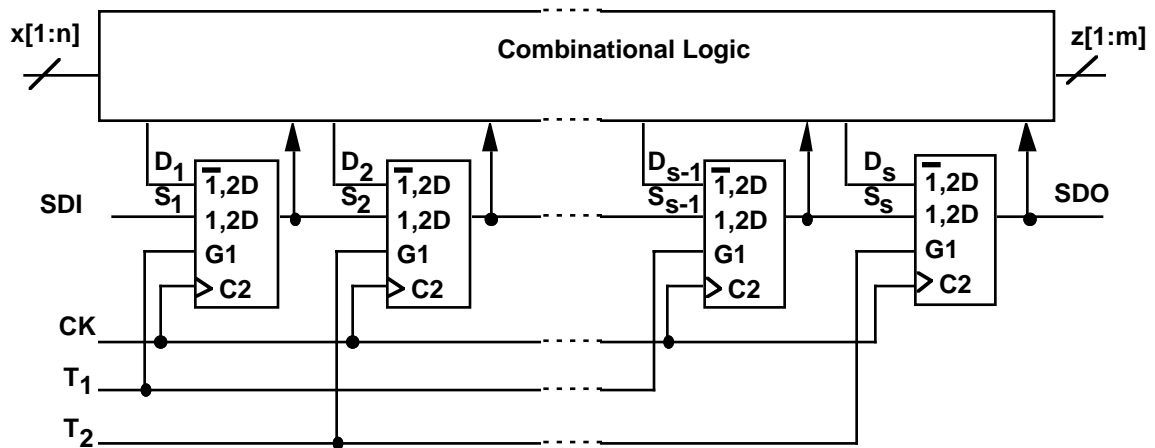 x[1:n]
Combinational Logic
z[1:m]
D1
D2
Ds-1
Ds
S1
S2
Ss-1
Ss
SDI
SDO
1̅,2D
1,2D
G1
C2
1̅,2D
1,2D
G1
C2
1̅,2D
1,2D
G1
C2
1̅,2D
1,2D
G1
C2
CK
T1
T2